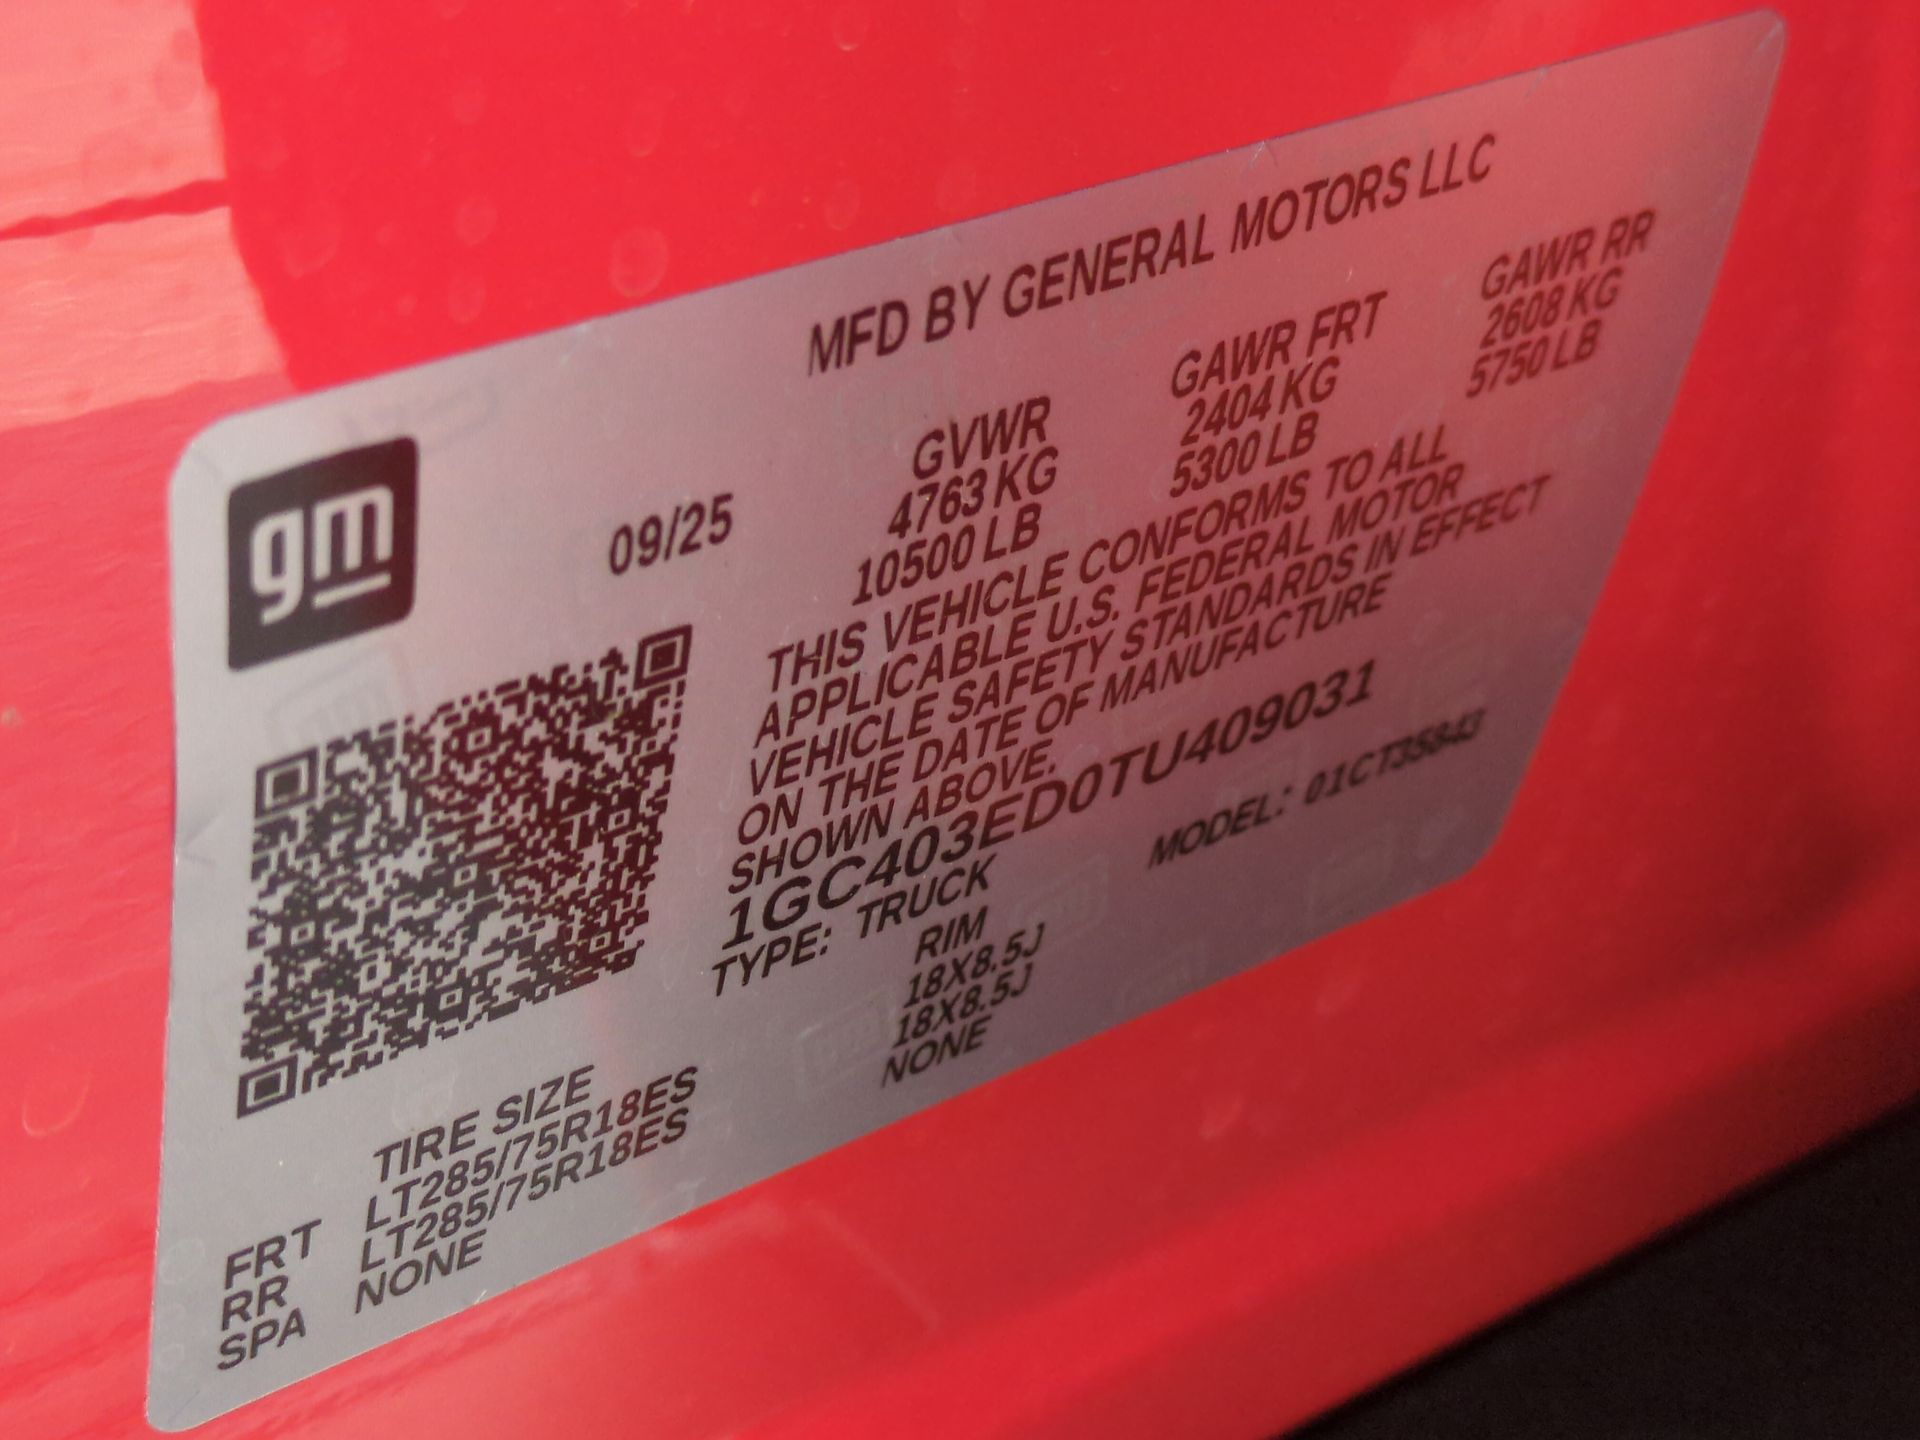 MFD BY GENERAL MOTORS LLC
gm
09/25
GVWR GAWR FRT GAWR RR
4763 KG 2404 KG 2608 KG
10500 LB 5300 LB 5750 LB
THIS VEHICLE CONFORMS TO ALL
APPLICABLE U.S. FEDERAL MOTOR
VEHICLE SAFETY STANDARDS IN EFFECT
ON THE DATE OF MANUFACTURE
SHOWN ABOVE.
1GC403ED0TU409031
TYPE: TRUCK MODEL: 01CT35843
TIRE SIZE RIM
FRT LT285/75R18ES 18X8.5J
RR LT285/75R18ES 18X8.5J
SPA NONE NONE